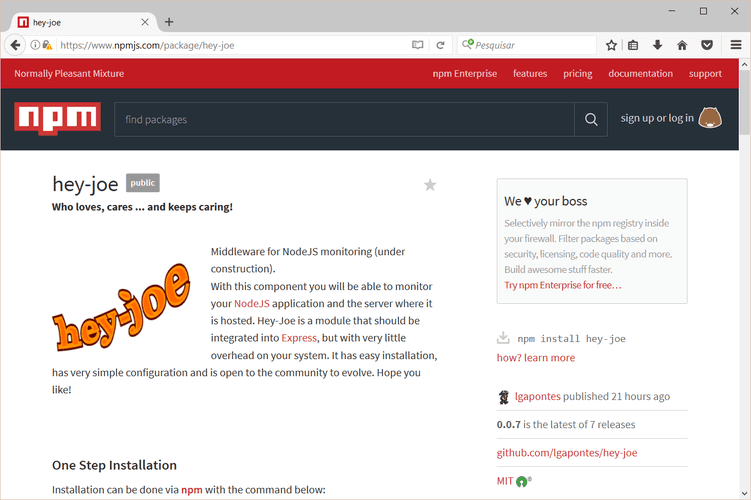 hey-joe
https://www.npmjs.com/package/hey-joe
Pesquisar
Normally Pleasant Mixture
npm Enterprise features pricing documentation support
npm
find packages
sign up or log in
hey-joe public
Who loves, cares ... and keeps caring!
hey-joe
Middleware for NodeJS monitoring (under
construction).
With this component you will be able to monitor
your NodeJS application and the server where it
is hosted. Hey-Joe is a module that should be
integrated into Express, but with very little
overhead on your system. It has easy installation,
has very simple configuration and is open to the community to evolve. Hope you
like!
One Step Installation
Installation can be done via npm with the command below:
We ♥ your boss
Selectively mirror the npm registry inside
your firewall. Filter packages based on
security, licensing, code quality and more.
Build awesome stuff faster.
Try npm Enterprise for free…
npm install hey-joe
how? learn more
lgapontes published 21 hours ago
0.0.7 is the latest of 7 releases
github.com/lgapontes/hey-joe
MIT ®